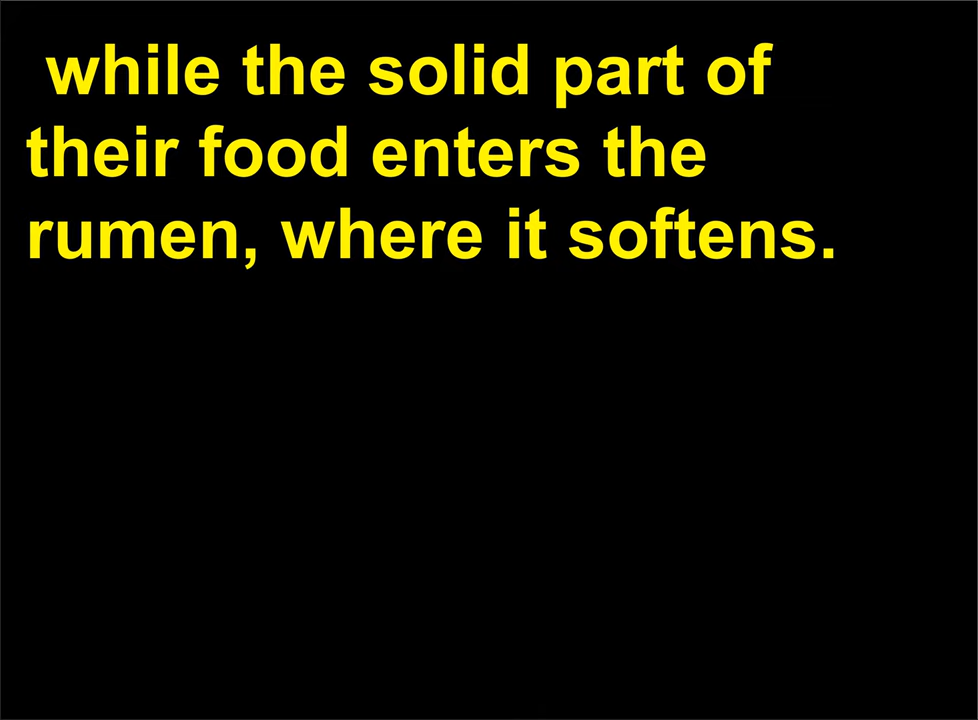 while the solid part of
their food enters the
rumen, where it softens.